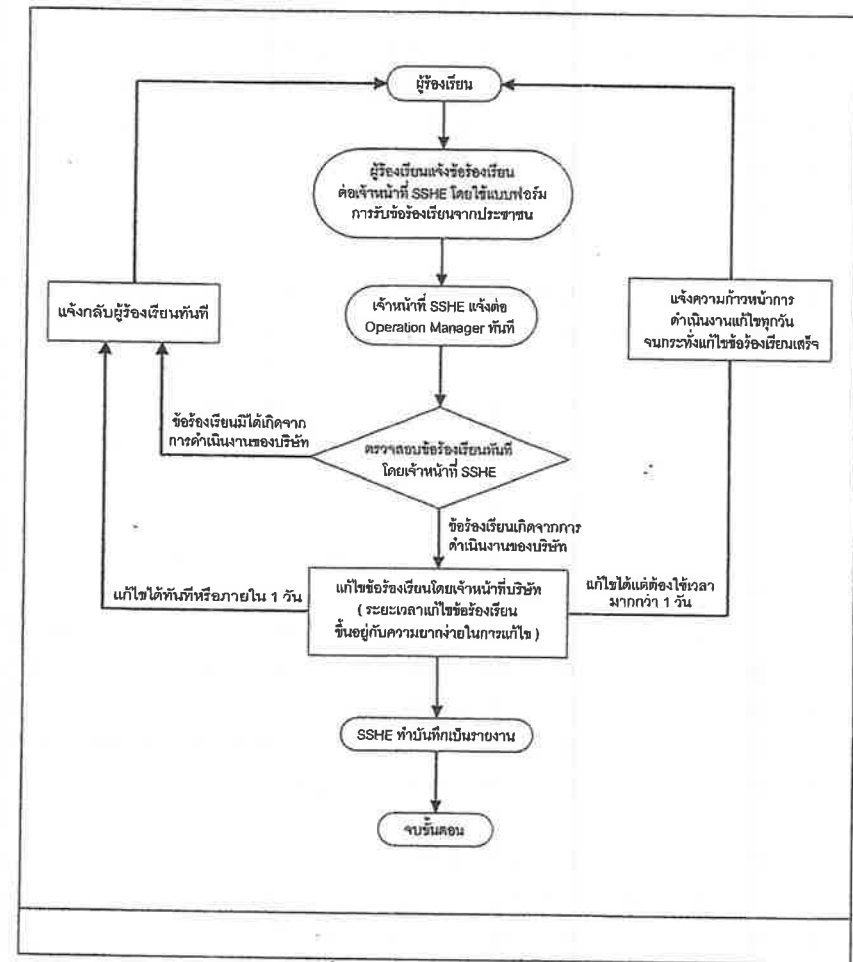 ผู้ร้องเรียน
ผู้ร้องเรียนแจ้งข้อร้องเรียน
ต่อเจ้าหน้าที่ SSHE โดยใช้แบบฟอร์ม
การรับข้อร้องเรียนจากประชาชน
แจ้งกลับผู้ร้องเรียนทันที
เจ้าหน้าที่ SSHE แจ้งต่อ
Operation Manager ทันที
แจ้งความก้าวหน้าการ
ดำเนินงานแก้ไขทุกวัน
จนกระทั่งแก้ไขข้อร้องเรียนเสร็จ
ข้อร้องเรียนมิได้เกิดจาก
การดำเนินงานของบริษัท
ตรวจสอบข้อร้องเรียนทันที
โดยเจ้าหน้าที่ SSHE
ข้อร้องเรียนเกิดจากการ
ดำเนินงานของบริษัท
แก้ไขได้ทันทีหรือภายใน 1 วัน
แก้ไขข้อร้องเรียนโดยเจ้าหน้าที่บริษัท
( ระยะเวลาแก้ไขข้อร้องเรียน
ขึ้นอยู่กับความยากง่ายในการแก้ไข )
แก้ไขได้แต่ต้องใช้เวลา
มากกว่า 1 วัน
SSHE ทำบันทึกเป็นรายงาน
จบขั้นตอน